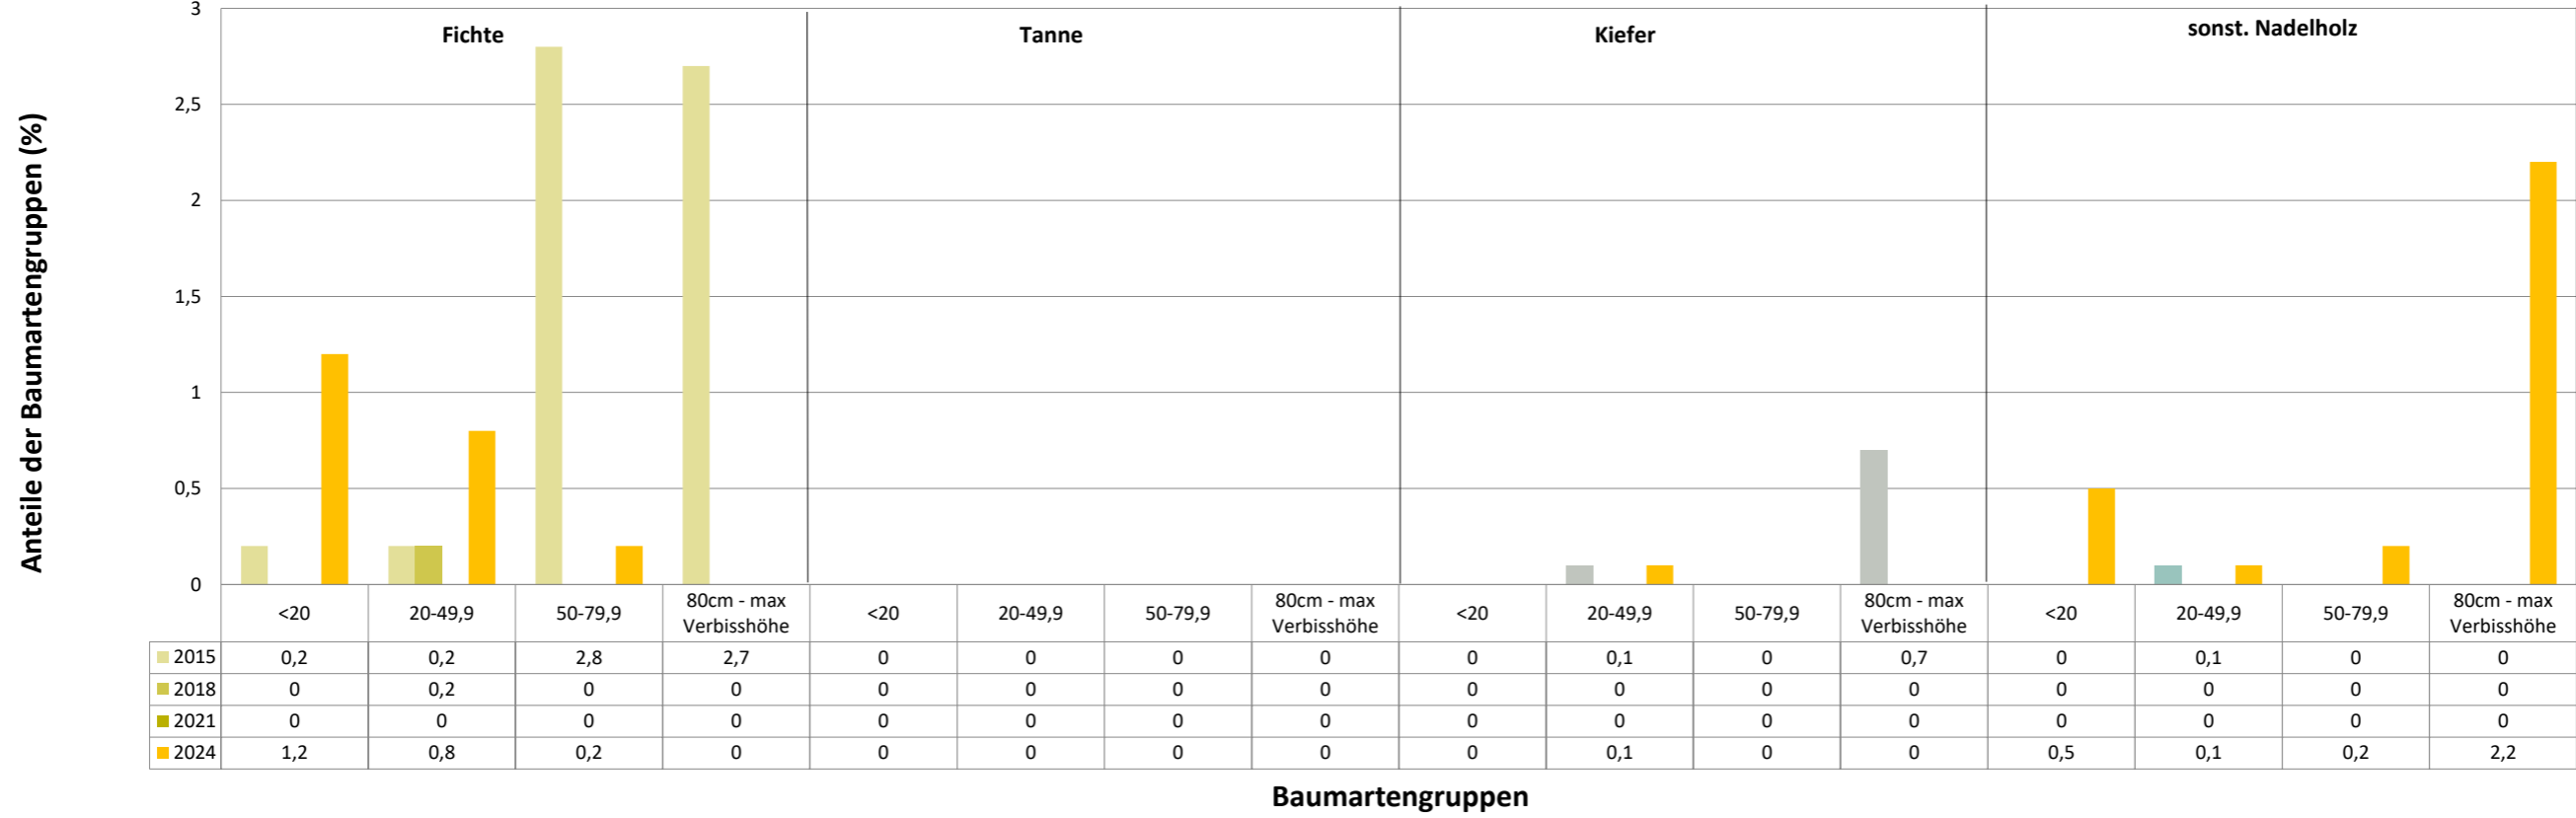 Anteile der Baumartengruppen (%)
3
2,5
2
1,5
1
0,5
0
Fichte Tanne Kiefer sonst. Nadelholz
<20 20-49,9 50-79,9 80cm - max Verbisshöhe <20 20-49,9 50-79,9 80cm - max Verbisshöhe <20 20-49,9 50-79,9 80cm - max Verbisshöhe <20 20-49,9 50-79,9 80cm - max Verbisshöhe
2015 0,2 0,2 2,8 2,7 0 0 0 0 0 0,1 0 0,7 0 0,1 0 0
2018 0 0,2 0 0 0 0 0 0 0 0 0 0 0 0 0 0
2021 0 0 0 0 0 0 0 0 0 0 0 0 0 0 0 0
2024 1,2 0,8 0,2 0 0 0 0 0 0 0,1 0 0 0,5 0,1 0,2 2,2
Baumartengruppen